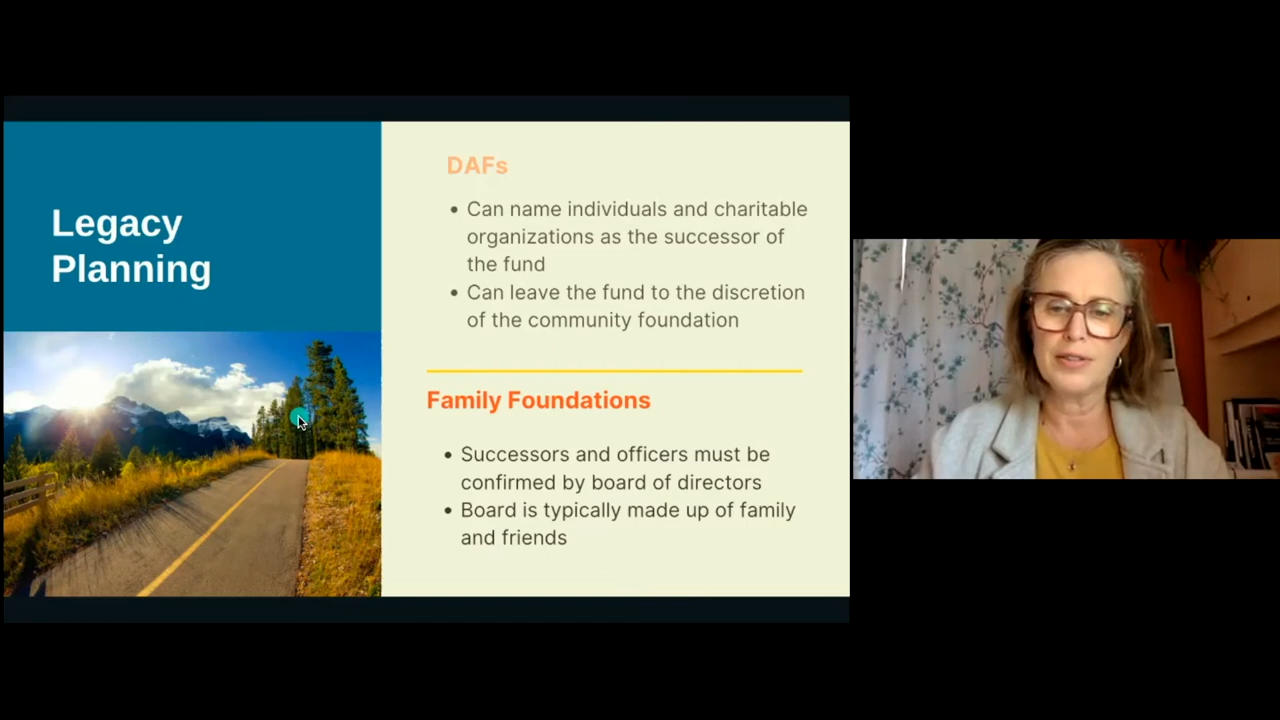 Legacy
Planning
DAFs
• Can name individuals and charitable
organizations as the successor of
the fund
• Can leave the fund to the discretion
of the community foundation
Family Foundations
• Successors and officers must be
confirmed by board of directors
• Board is typically made up of family
and friends